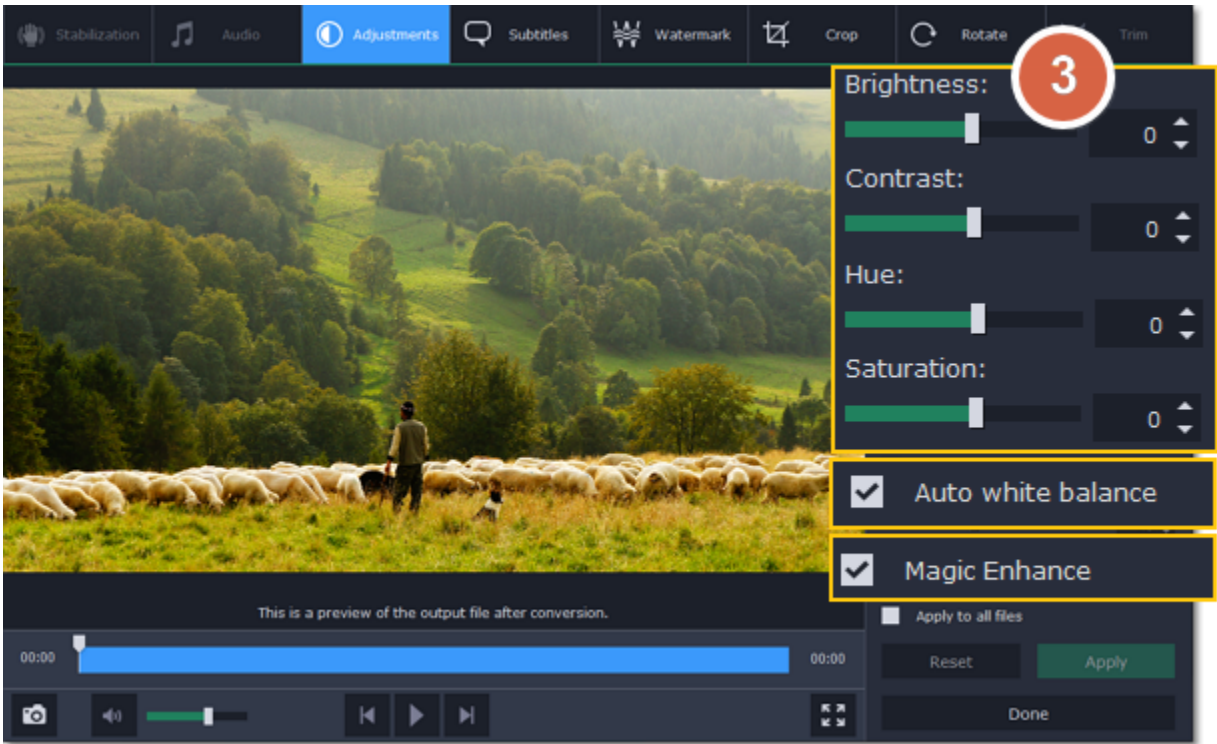 Stabilization
Audio
Adjustments
Subtitles
Watermark
Crop
Rotate
Trim
3
Brightness:
0
Contrast:
0
Hue:
0
Saturation:
0
Auto white balance
Magic Enhance
This is a preview of the output file after conversion.
Apply to all files
00:00
00:00
Reset
Apply
Done